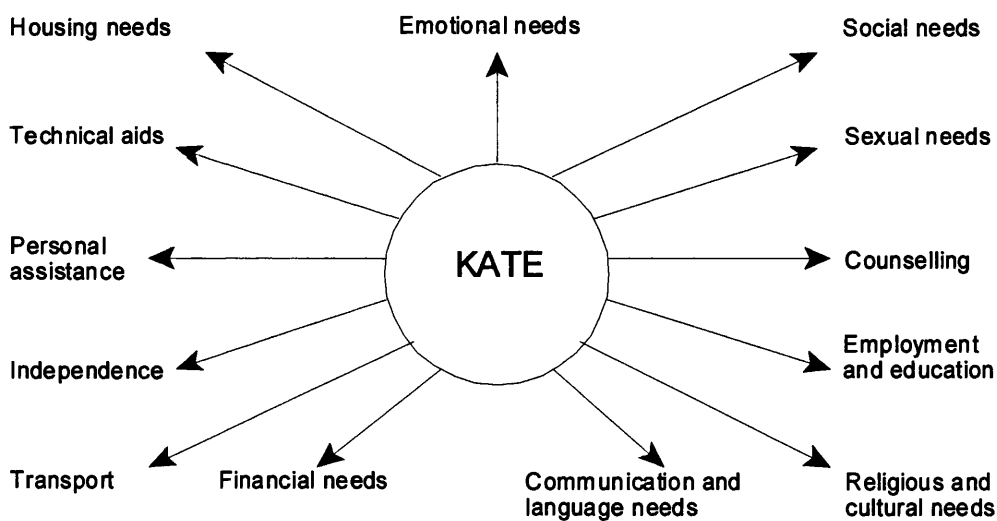 Housing needs
Emotional needs
Social needs
Technical aids
Sexual needs
Personal
assistance
KATE
Counselling
Independence
Employment
and education
Transport
Financial needs
Communication and
language needs
Religious and
cultural needs